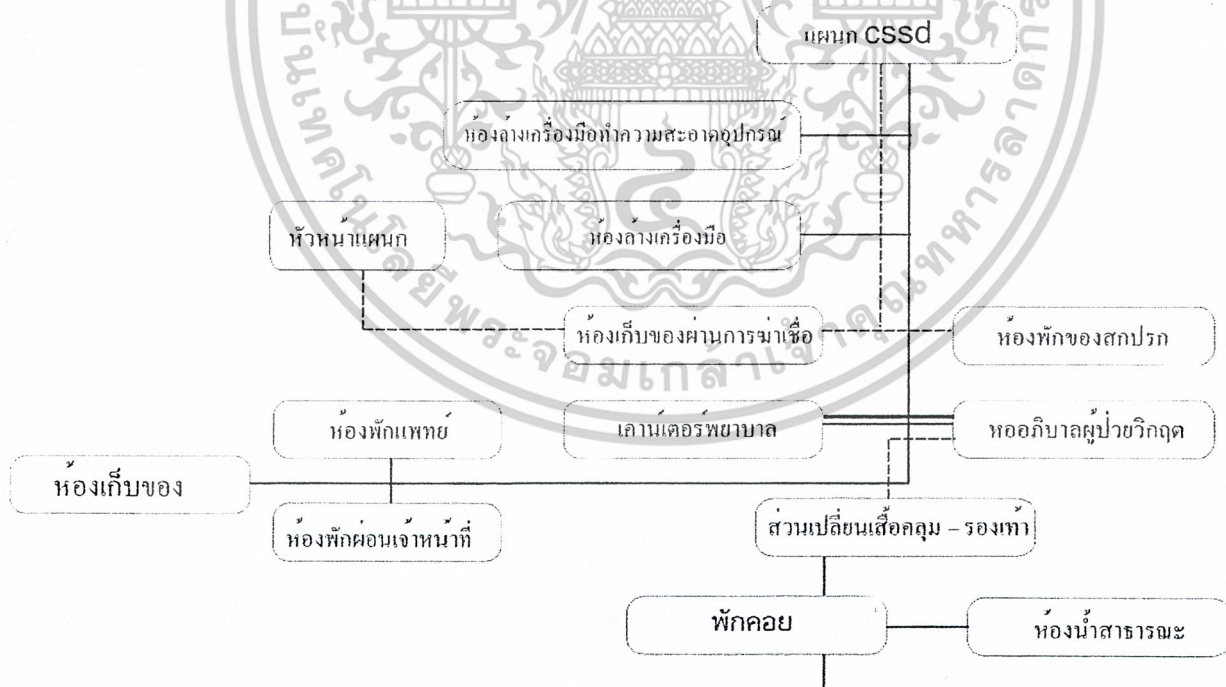 แผนก CSSd
ห้องล้างเครื่องมือทำความสะอาดอุปกรณ์
หัวหน้าแผนก
ห้องล้างเครื่องมือ
ห้องเก็บของผ่านการฆ่าเชื่อ
ห้องพักของสกปรก
ห้องพักแพทย์
เคาน์เตอร์พยาบาล
หออภิบาลผู้ป่วยวิกฤต
ห้องเก็บของ
ห้องพักผ่อนเจ้าหน้าที่
ส่วนเปลี่ยนเสื้อคลุม – รองเท้า
พักคอย
ห้องน้ำสาธารณะ